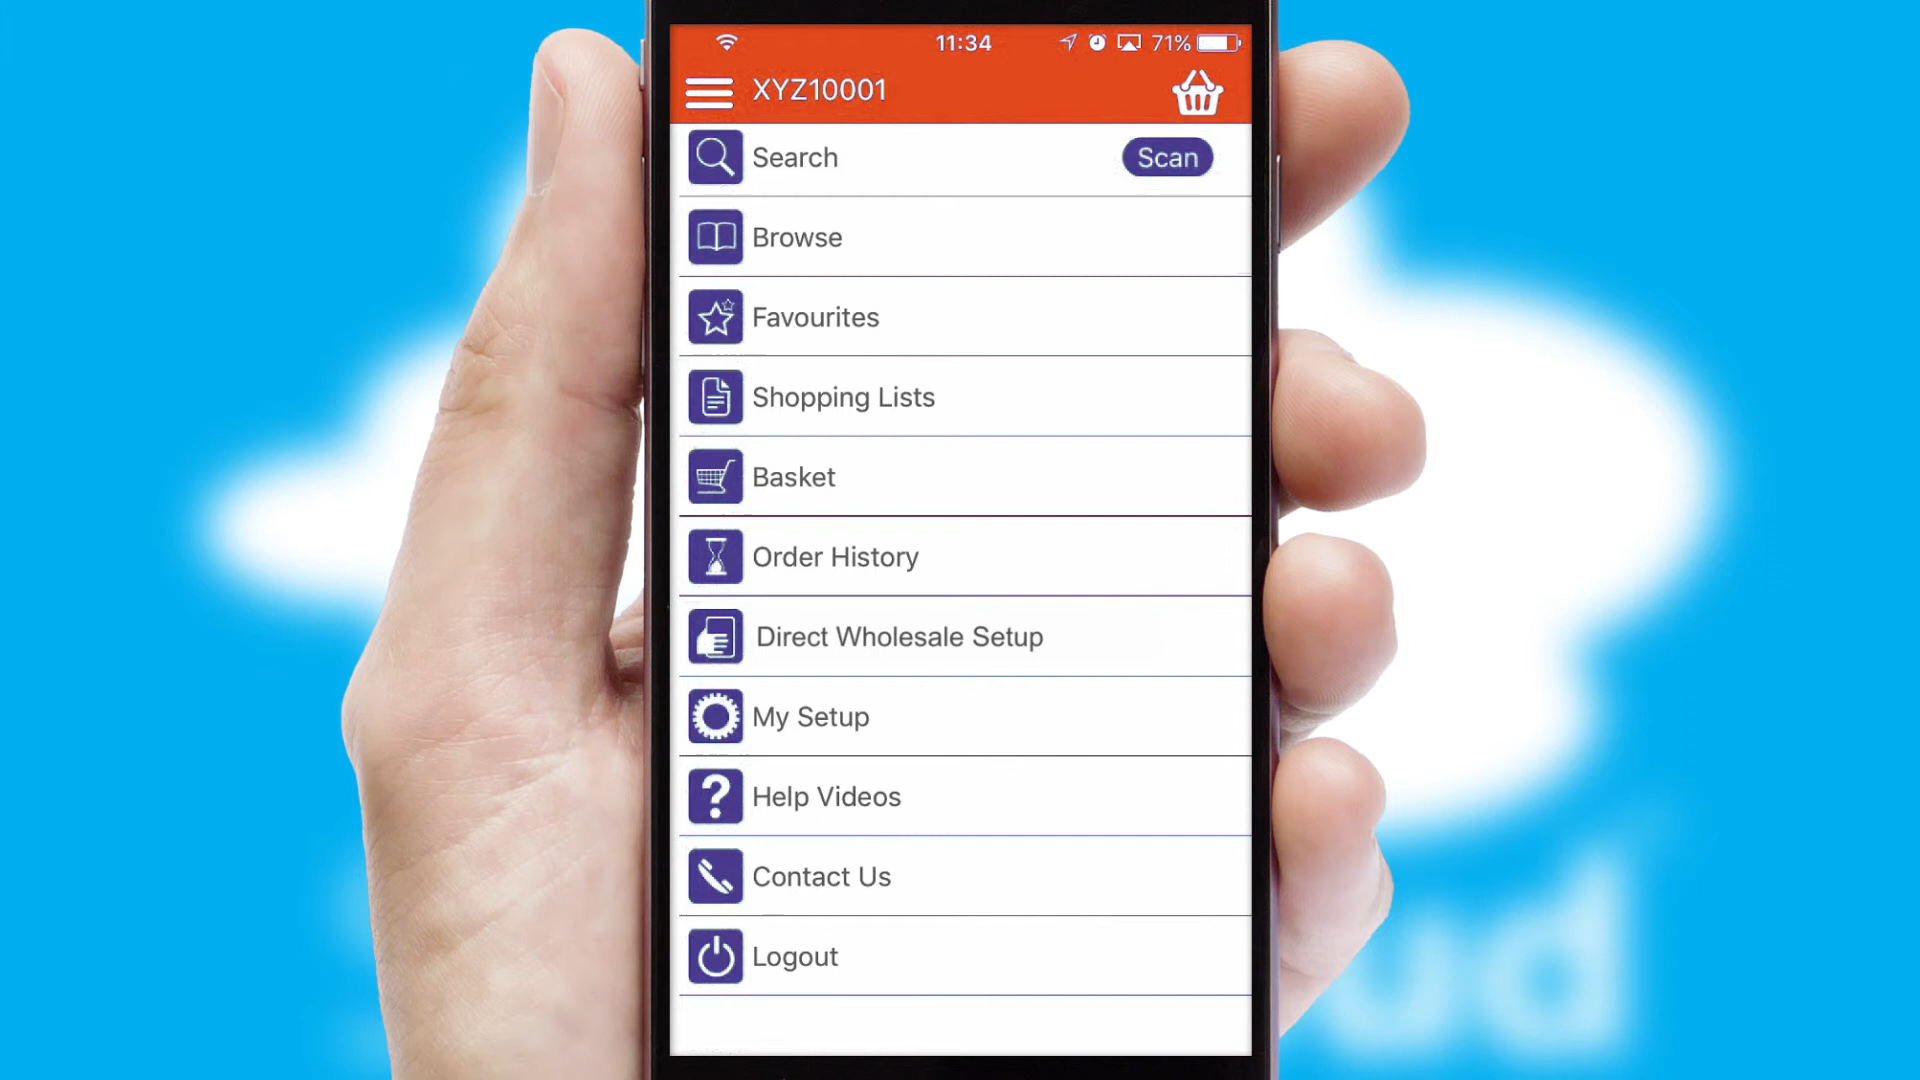 11:34 71%
XYZ10001
Search Scan
Browse
Favourites
Shopping Lists
Basket
Order History
Direct Wholesale Setup
My Setup
Help Videos
Contact Us
Logout